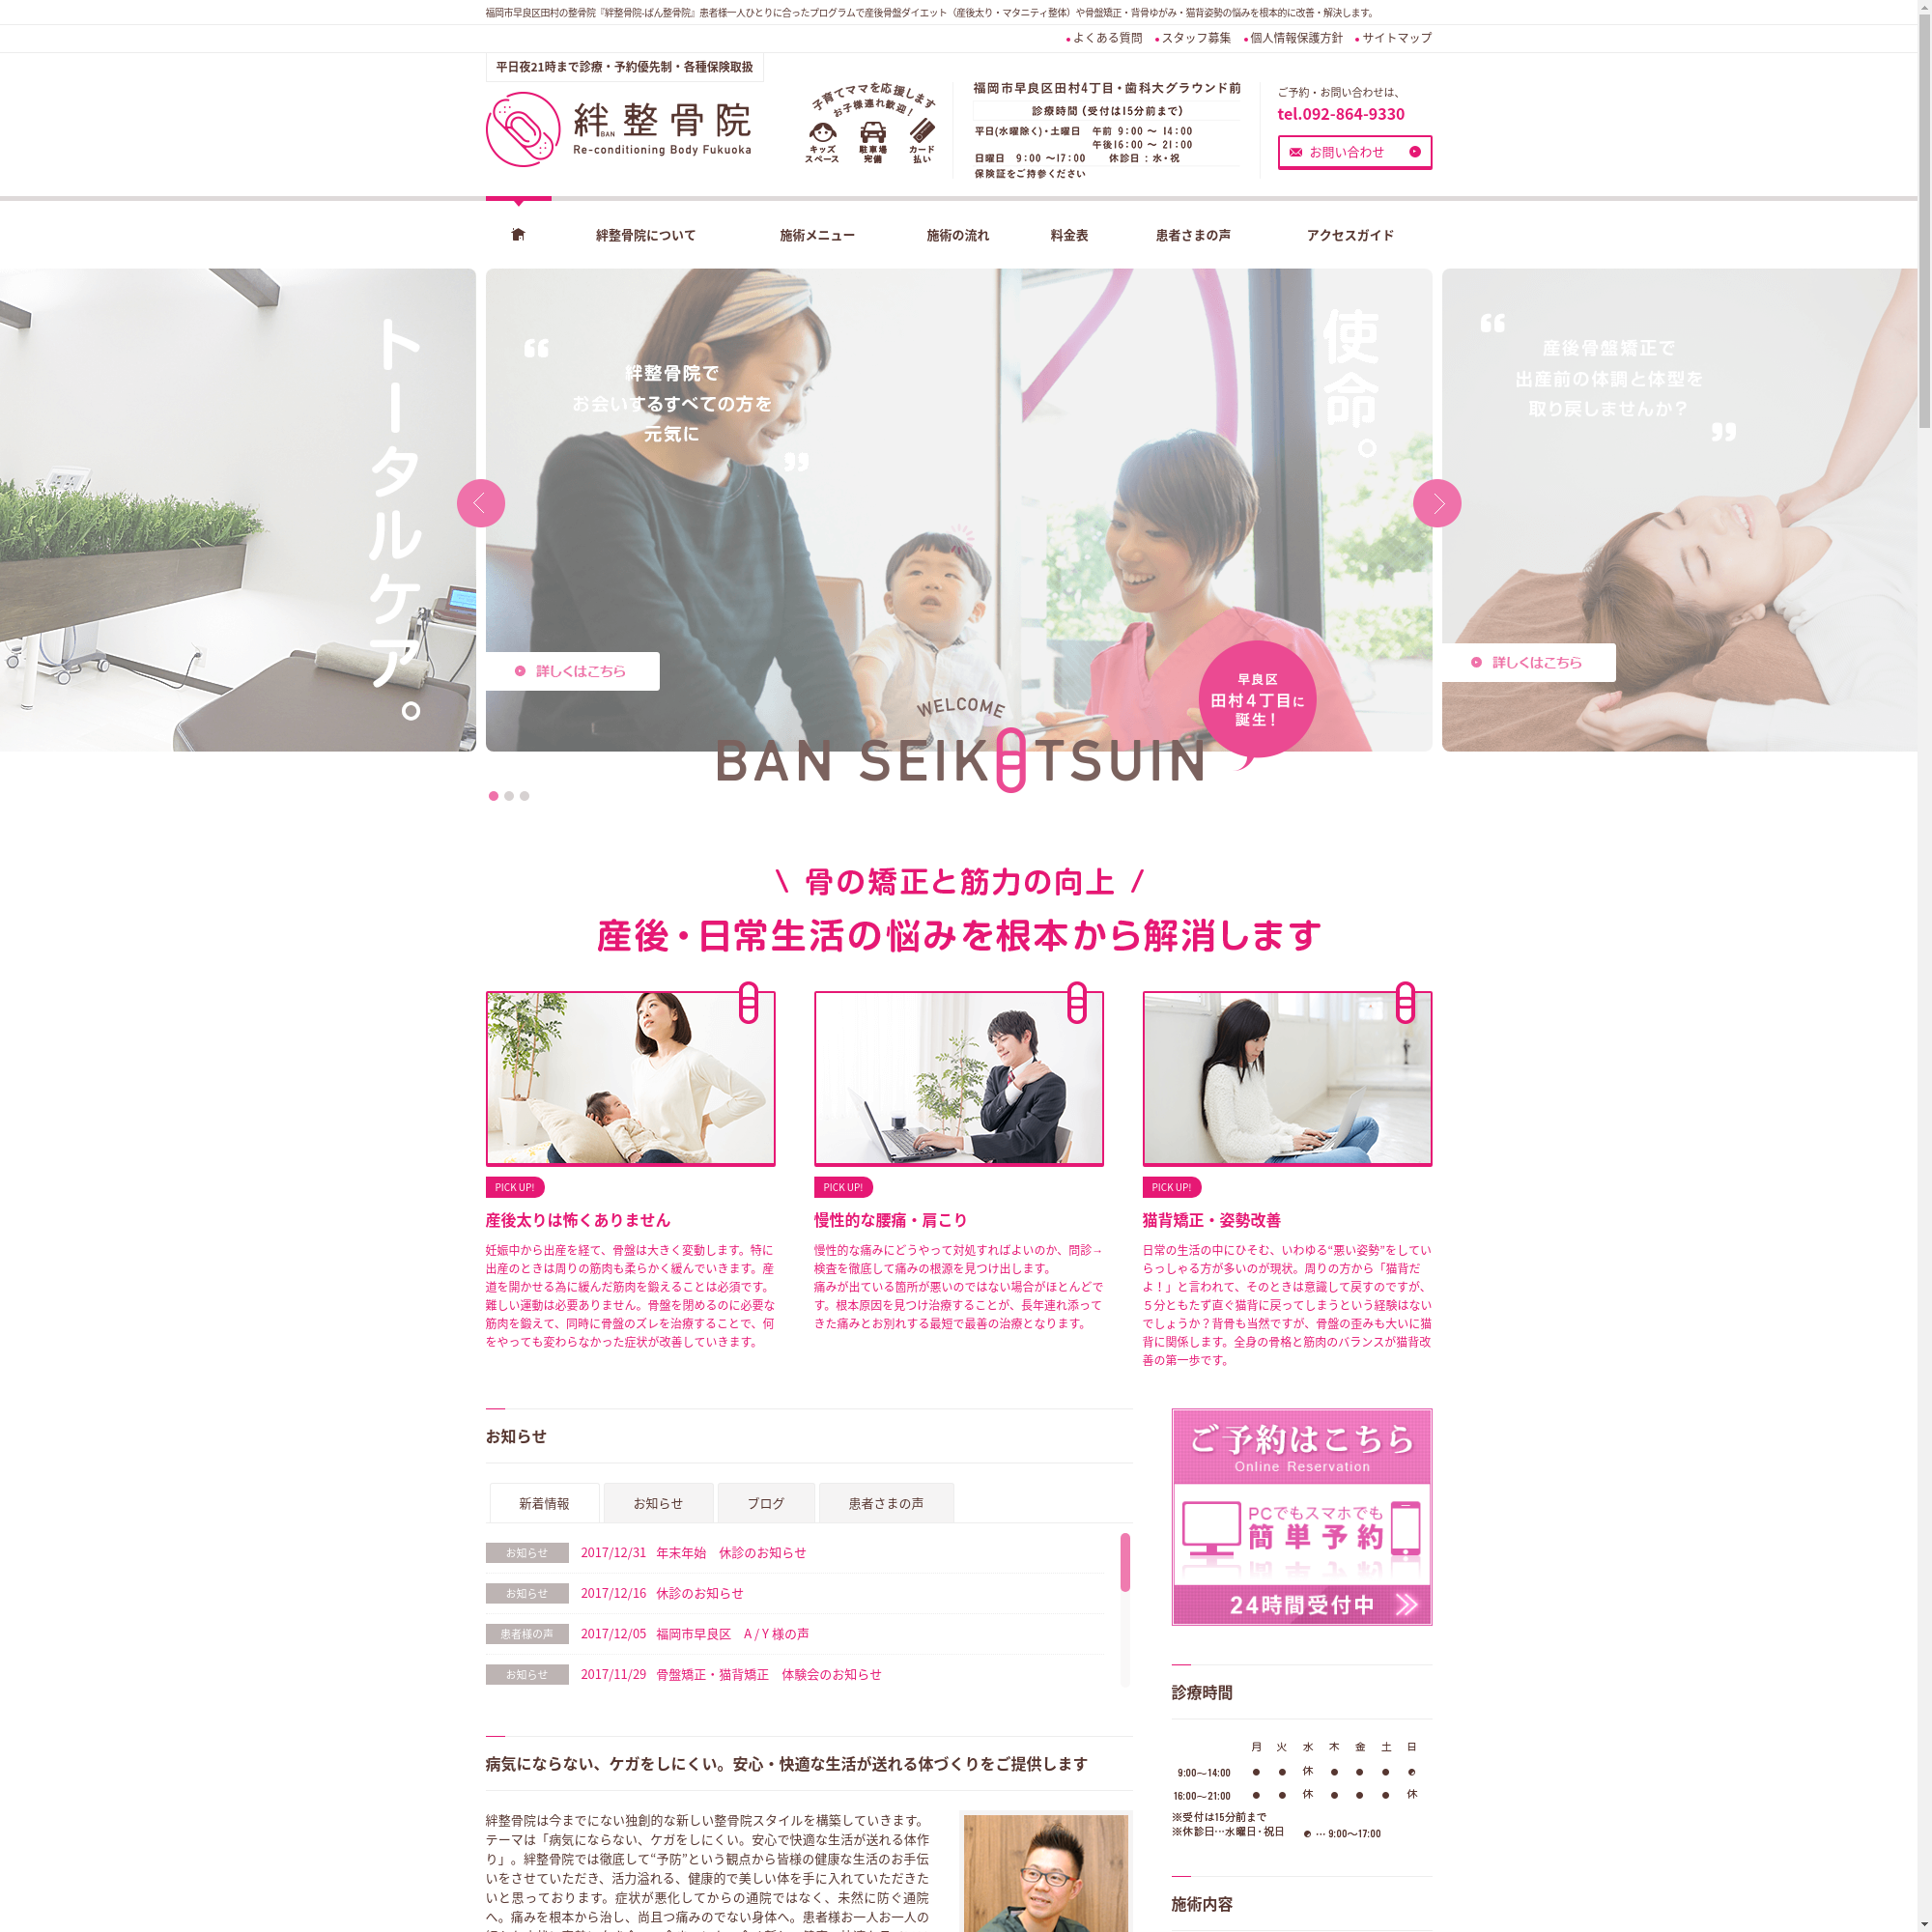 福岡市早良区田村の整骨院『絆整骨院-ばん整骨院』患者様一人ひとりに合ったプログラムで産後骨盤ダイエット（産後太り・マタニティ整体）や骨盤矯正・背骨ゆがみ・猫背姿勢の悩みを根本的に改善・解決します。
よくある質問 スタッフ募集 個人情報保護方針 サイトマップ
平日夜21時まで診療・予約優先制・各種保険取扱
絆整骨院
BAN
Re-conditioning Body Fukuoka
子育てママを応援します
お子様連れ歓迎！
キッズスペース
駐車場完備
カード払い
福岡市早良区田村4丁目・歯科大グラウンド前
診療時間（受付は15分前まで）
平日(水曜除く)・土曜日 午前 9：00 〜 14：00
午後16：00 〜 21：00
日曜日 9：00 〜17：00 休診日：水・祝
保険証をご持参ください
ご予約・お問い合わせは、
tel.092-864-9330
お問い合わせ
絆整骨院について 施術メニュー 施術の流れ 料金表 患者さまの声 アクセスガイド
トータルケア。
“
絆整骨院で
お会いするすべての方を
元気に
”
使命。
詳しくはこちら
WELCOME
早良区
田村4丁目に
誕生！
“
産後骨盤矯正で
出産前の体調と体型を
取り戻しませんか？
”
詳しくはこちら
BAN SEIKOTSUIN
\ 骨の矯正と筋力の向上 /
産後・日常生活の悩みを根本から解消します
PICK UP!
産後太りは怖くありません
妊娠中から出産を経て、骨盤は大きく変動します。特に
出産のときは周りの筋肉も柔らかく緩んでいきます。産
道を開かせる為に緩んだ筋肉を鍛えることは必須です。
難しい運動は必要ありません。骨盤を閉めるのに必要な
筋肉を鍛えて、同時に骨盤のズレを治療することで、何
をやっても変わらなかった症状が改善していきます。
PICK UP!
慢性的な腰痛・肩こり
慢性的な痛みにどうやって対処すればよいのか、問診→
検査を徹底して痛みの根源を見つけ出します。
痛みが出ている箇所が悪いのではない場合がほとんどで
す。根本原因を見つけ治療することが、長年連れ添って
きた痛みとお別れする最短で最善の治療となります。
PICK UP!
猫背矯正・姿勢改善
日常の生活の中にひそむ、いわゆる“悪い姿勢”をしてい
らっしゃる方が多いのが現状。周りの方から「猫背だ
よ！」と言われて、そのときは意識して戻すのですが、
５分ともたず直ぐ猫背に戻ってしまうという経験はない
でしょうか？背骨も当然ですが、骨盤の歪みも大いに猫
背に関係します。全身の骨格と筋肉のバランスが猫背改
善の第一歩です。
お知らせ
新着情報 お知らせ ブログ 患者さまの声
お知らせ 2017/12/31 年末年始　休診のお知らせ
お知らせ 2017/12/16 休診のお知らせ
患者様の声 2017/12/05 福岡市早良区　A / Y 様の声
お知らせ 2017/11/29 骨盤矯正・猫背矯正　体験会のお知らせ
病気にならない、ケガをしにくい。安心・快適な生活が送れる体づくりをご提供します
絆整骨院は今までにない独創的な新しい整骨院スタイルを構築していきます。
テーマは「病気にならない、ケガをしにくい。安心で快適な生活が送れる体作
り」。絆整骨院では徹底して“予防”という観点から皆様の健康な生活のお手伝
いをさせていただき、活力溢れる、健康的で美しい体を手に入れていただきた
いと思っております。症状が悪化してからの通院ではなく、未然に防ぐ通院
へ。痛みを根本から治し、尚且つ痛みのでない身体へ。患者様お一人お一人の
ご予約はこちら
Online Reservation
PCでもスマホでも
簡単予約
24時間受付中
診療時間
月 火 水 木 金 土 日
9:00〜14:00 ● ● 休 ● ● ●
16:00〜21:00 ● ● 休 ● ● ● 休
※受付は15分前まで
※休診日…水曜日・祝日 … 9:00〜17:00
施術内容